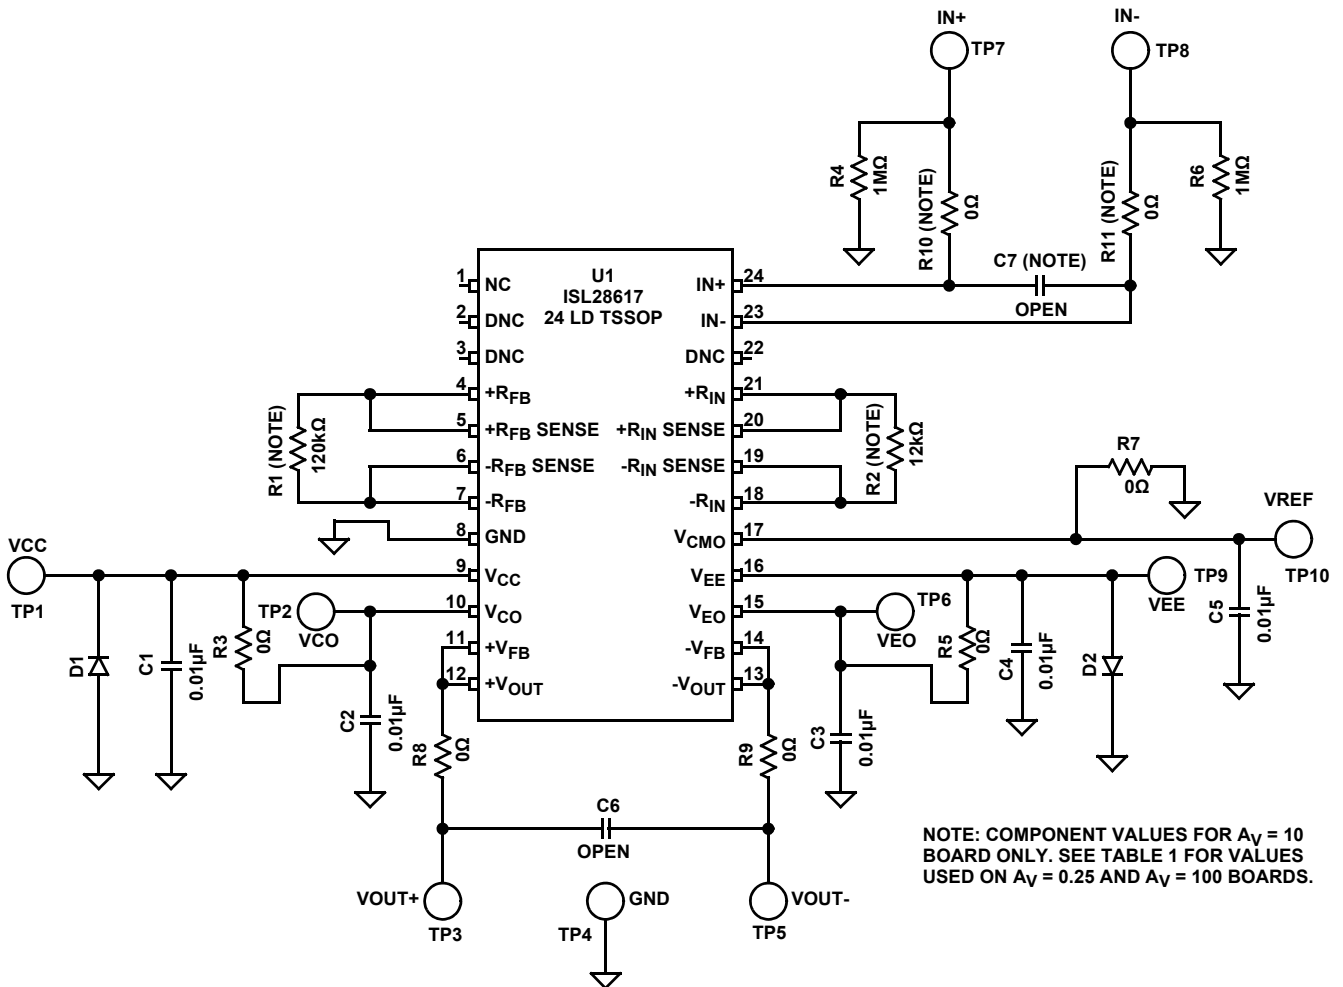 IN+
TP7
IN-
TP8
R4
1MΩ
R10 (NOTE)
0Ω
R11 (NOTE)
0Ω
R6
1MΩ
C7 (NOTE)
OPEN
U1
ISL28617
24 LD TSSOP
1 NC
2 DNC
3 DNC
4 +RFB
5 +RFB SENSE
6 -RFB SENSE
7 -RFB
8 GND
9 VCC
10 VCO
11 +VFB
12 +VOUT
IN+ 24
IN- 23
DNC 22
+RIN 21
+RIN SENSE 20
-RIN SENSE 19
-RIN 18
VCMO 17
VEE 16
VEO 15
-VFB 14
-VOUT 13
R1 (NOTE)
120kΩ
R2 (NOTE)
12kΩ
R7
0Ω
VREF
TP10
VCC
TP1
TP2
VCO
TP6
VEO
TP9
VEE
D1
C1
0.01µF
R3
0Ω
C2
0.01µF
R8
0Ω
R9
0Ω
C3
0.01µF
R5
0Ω
C4
0.01µF
D2
C5
0.01µF
C6
OPEN
VOUT+
TP3
GND
TP4
VOUT-
TP5
NOTE: COMPONENT VALUES FOR AV = 10
BOARD ONLY. SEE TABLE 1 FOR VALUES
USED ON AV = 0.25 AND AV = 100 BOARDS.